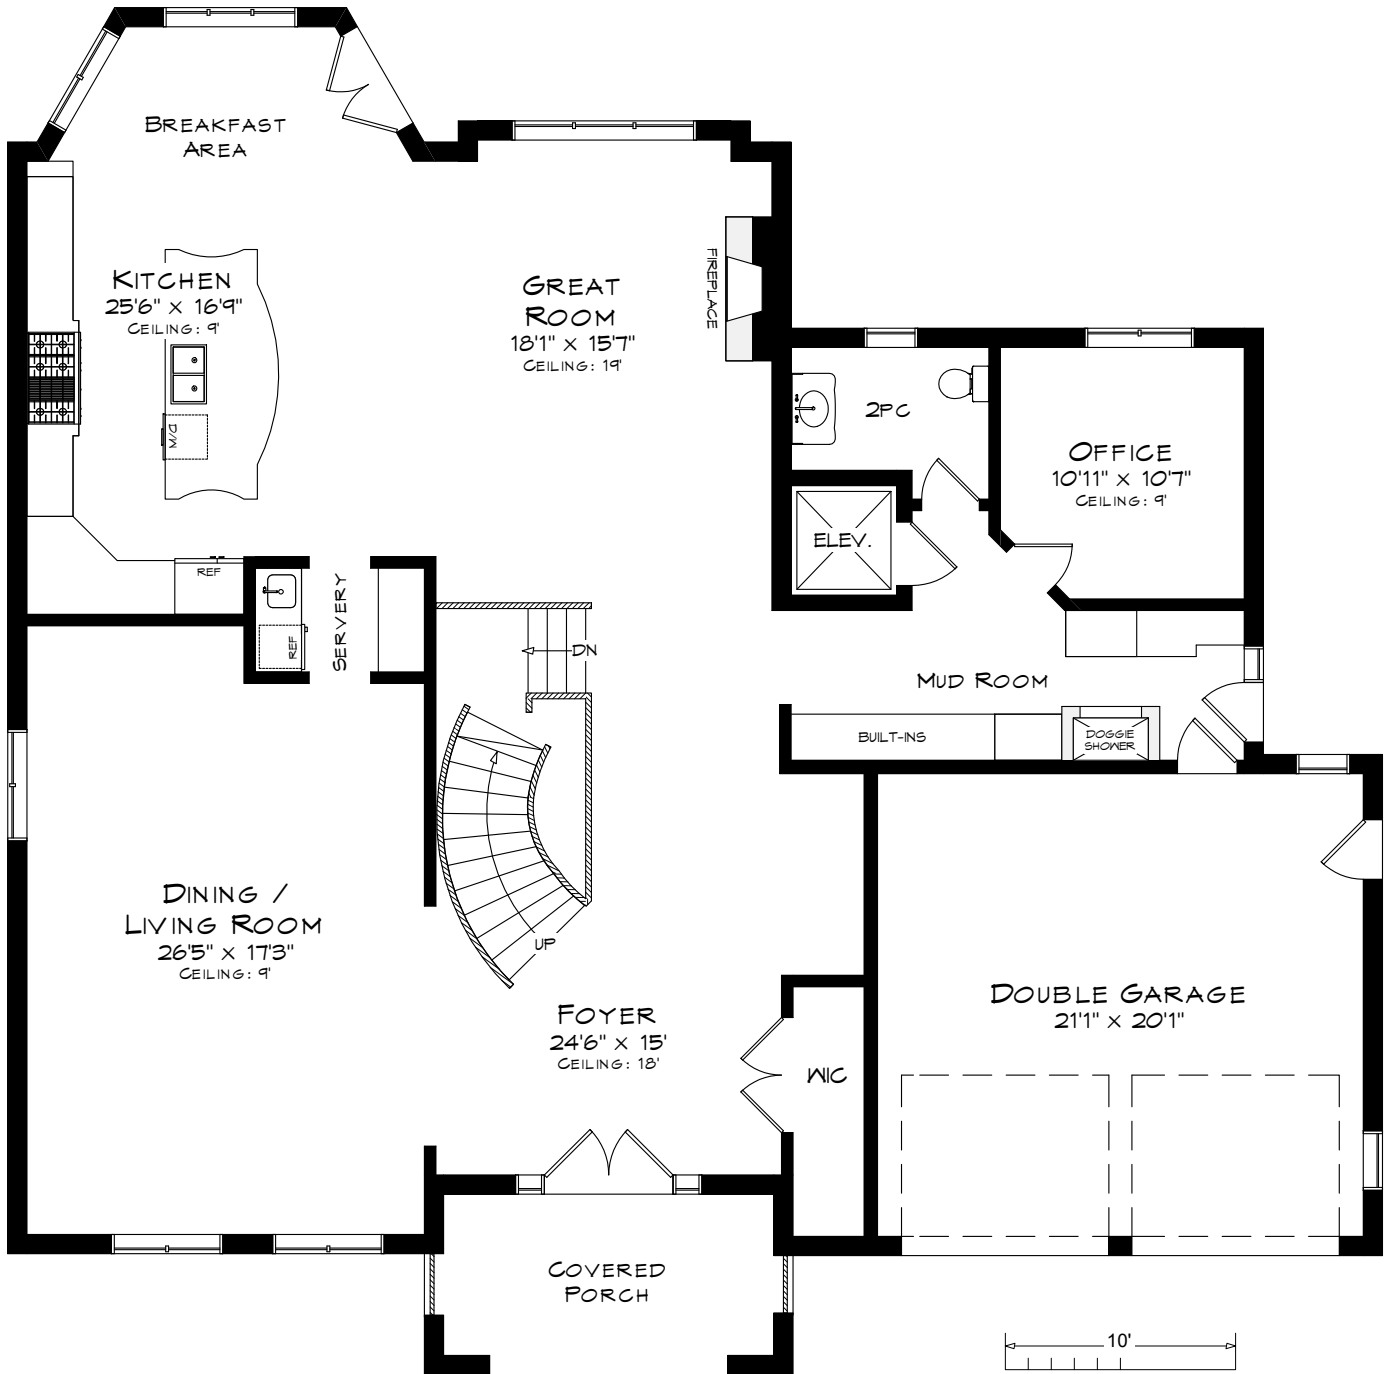 BREAKFAST
AREA
KITCHEN
25'6" x 16'9"
CEILING: 9'
GREAT
ROOM
18'1" x 15'7"
CEILING: 19'
FIREPLACE
2PC
OFFICE
10'11" x 10'7"
CEILING: 9'
D/W
ELEV.
REF
SERVERY
REF
DN
MUD ROOM
BUILT-INS
DOGGIE
SHOWER
DINING /
LIVING ROOM
26'5" x 17'3"
CEILING: 9'
UP
FOYER
24'6" x 15'
CEILING: 18'
WIC
DOUBLE GARAGE
21'1" x 20'1"
COVERED
PORCH
10'